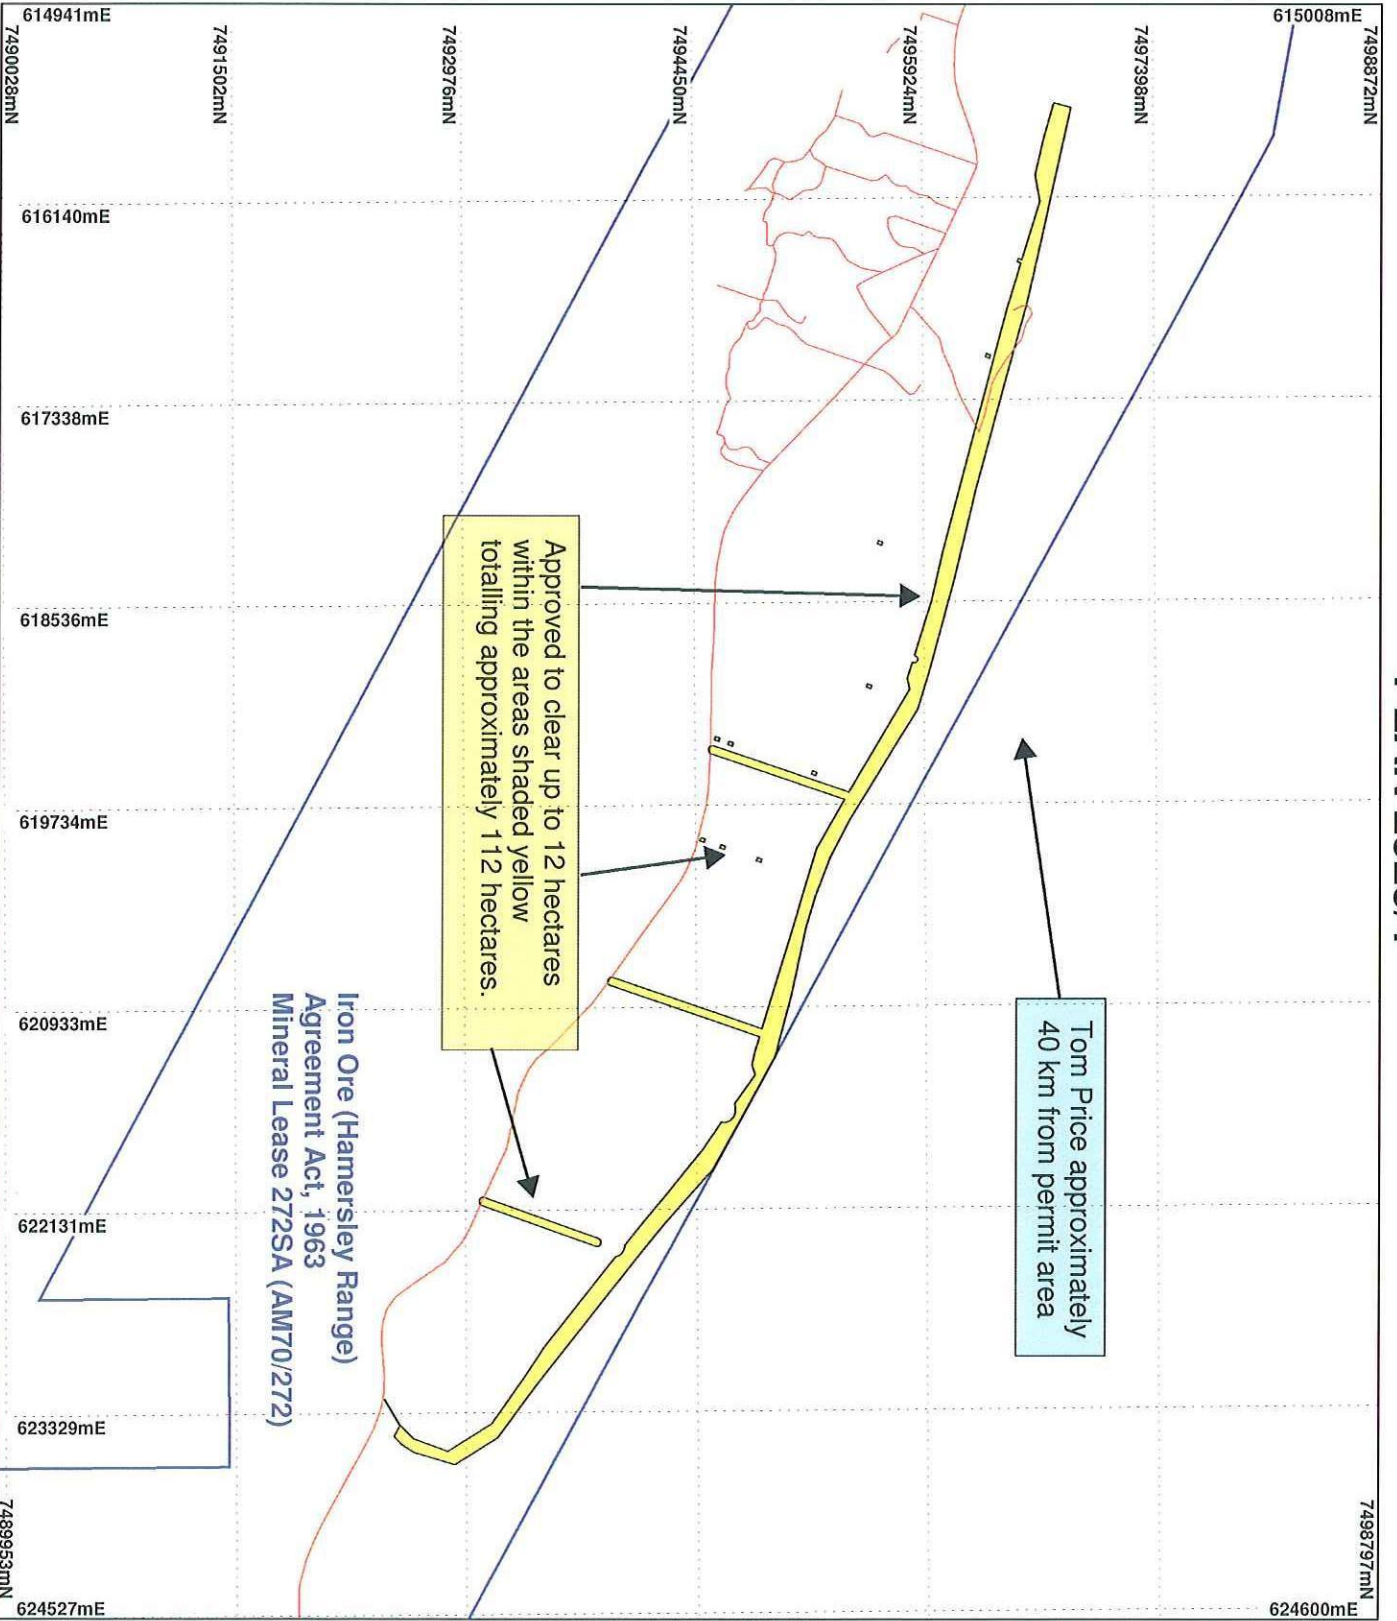 614941mE
616140mE
617338mE
618536mE
619734mE
620933mE
622131mE
623329mE
624527mE
7490028mN
7491502mN
7492976mN
7494450mN
7495924mN
7497398mN
7498872mN
615008mE
7489953mN
7498797mN
624600mE
Tom Price approximately
40 km from permit area
Approved to clear up to 12 hectares
within the areas shaded yellow
totalling approximately 112 hectares.
Iron Ore (Hamersley Range)
Agreement Act, 1963
Mineral Lease 272SA (AM70/272)